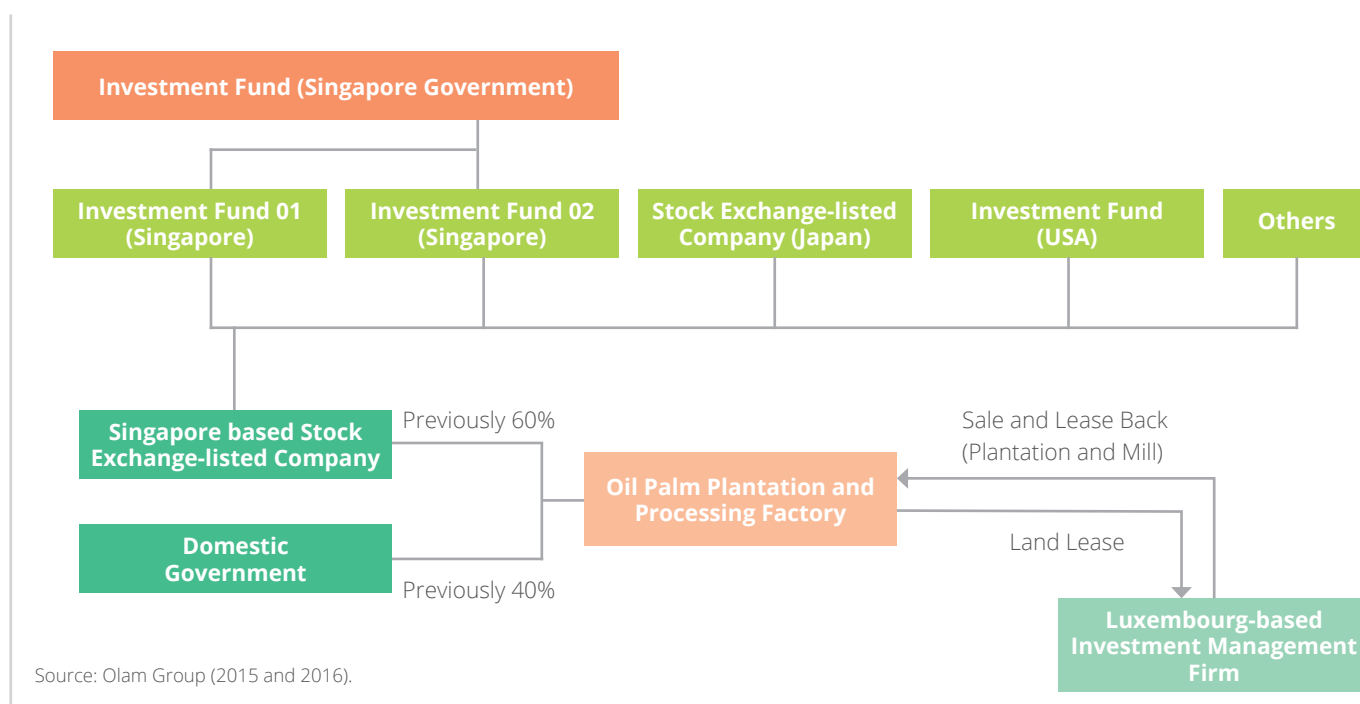 Investment Fund (Singapore Government)
Investment Fund 01
(Singapore)
Investment Fund 02
(Singapore)
Stock Exchange-listed
Company (Japan)
Investment Fund
(USA)
Others
Singapore based Stock
Exchange-listed Company
Previously 60%
Domestic
Government
Previously 40%
Oil Palm Plantation and
Processing Factory
Sale and Lease Back
(Plantation and Mill)
Land Lease
Luxembourg-based
Investment Management
Firm
Source: Olam Group (2015 and 2016).